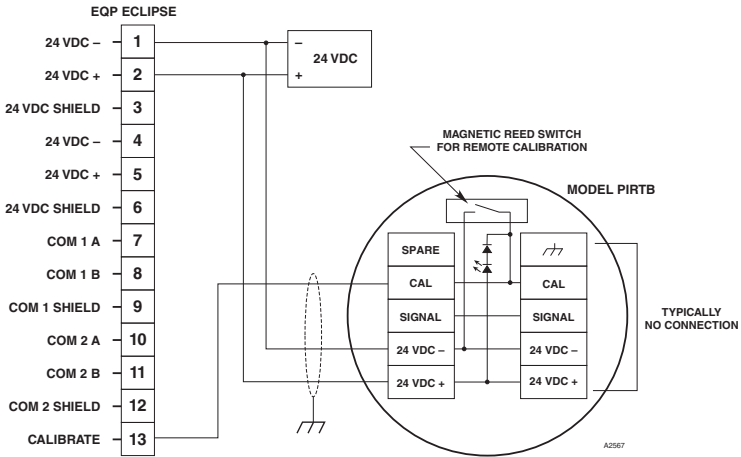 EQP ECLIPSE
24 VDC – 1
24 VDC + 2
24 VDC SHIELD 3
24 VDC – 4
24 VDC + 5
24 VDC SHIELD 6
COM 1 A 7
COM 1 B 8
COM 1 SHIELD 9
COM 2 A 10
COM 2 B 11
COM 2 SHIELD 12
CALIBRATE 13
–
24 VDC
+
MAGNETIC REED SWITCH
FOR REMOTE CALIBRATION
MODEL PIRTB
SPARE
CAL
SIGNAL
24 VDC –
24 VDC +
CAL
SIGNAL
24 VDC –
24 VDC +
TYPICALLY
NO CONNECTION
A2567